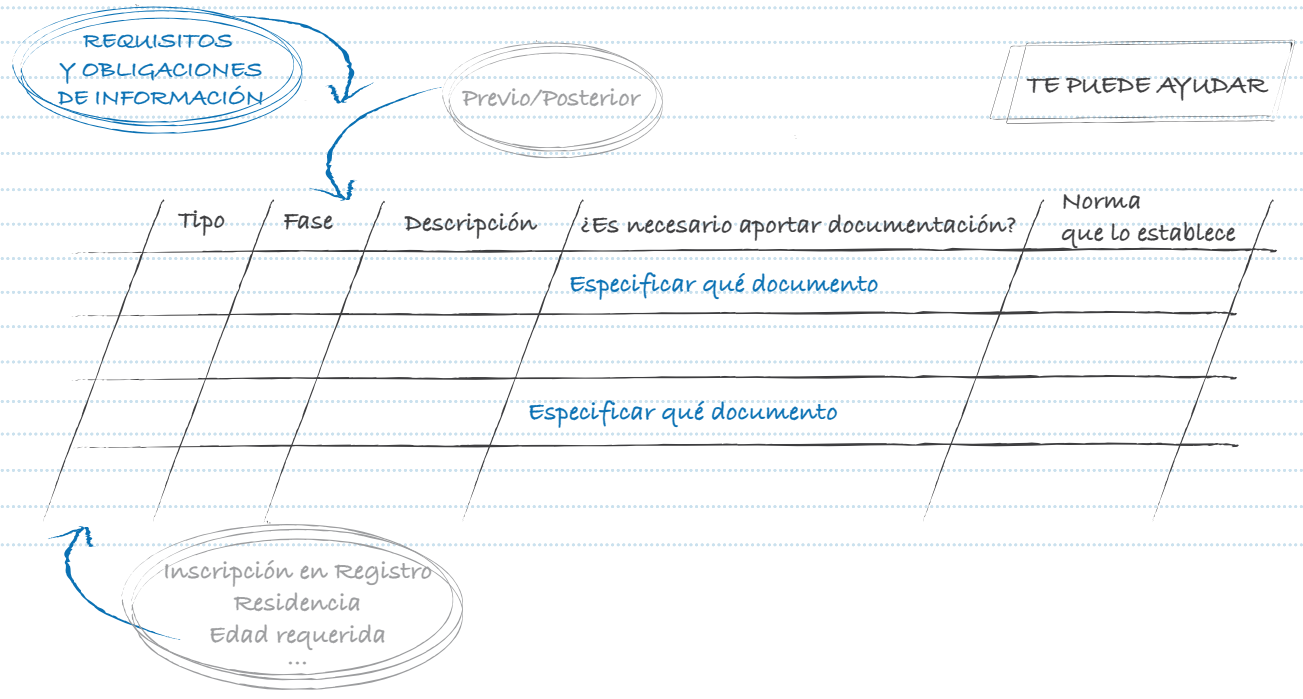 REQUISITOS
Y OBLIGACIONES
DE INFORMACIÓN
Previo/Posterior
TE PUEDE AYUDAR
Tipo
Fase
Descripción
¿Es necesario aportar documentación?
Norma
que lo establece
Especificar qué documento
Especificar qué documento
Inscripción en Registro
Residencia
Edad requerida
...